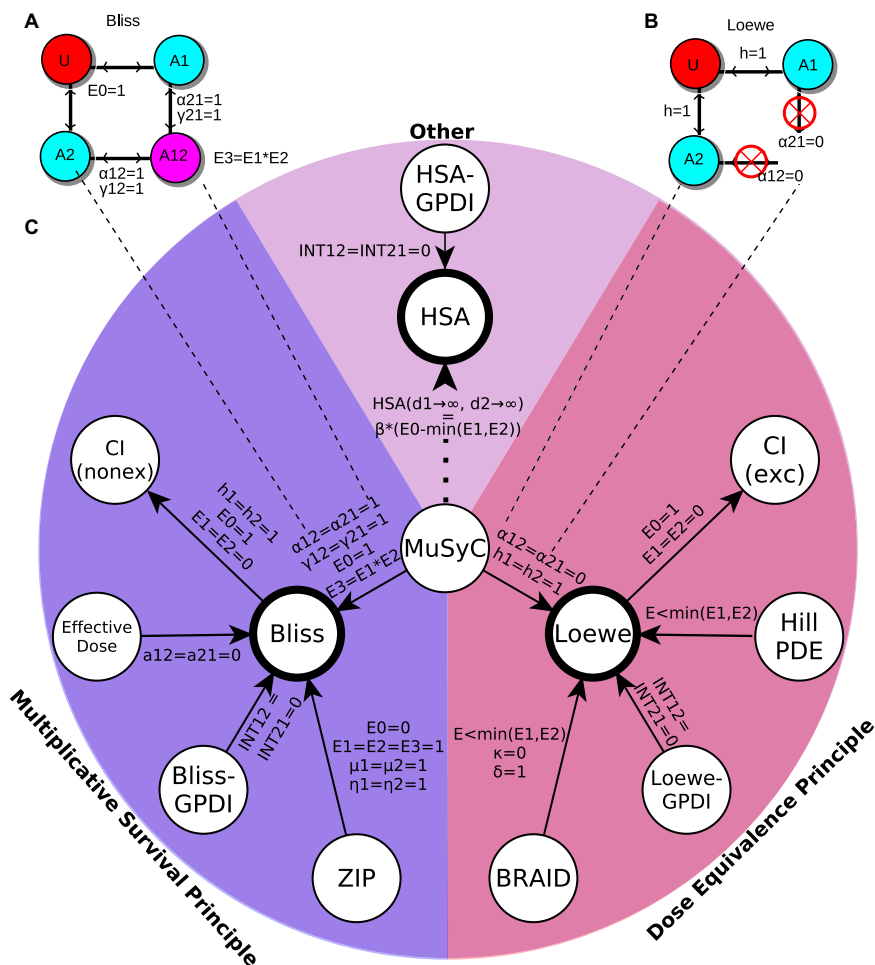 A
Bliss
U
A1
E0=1
α21=1
γ21=1
A2
A12
α12=1
γ12=1
E3=E1*E2
B
Loewe
h=1
U
A1
h=1
α21=0
A2
α12=0
C
Other
HSA-
GPDI
INT12=INT21=0
HSA
HSA(d1→∞, d2→∞)
=
β*(E0-min(E1,E2))
CI
(nonex)
h1=h2=1
E0=1
E1=E2=0
α12=α21=1
γ12=γ21=1
E0=1
E3=E1*E2
MuSyC
α12=α21=0
h1=h2=1
CI
(exc)
E0=1
E1=E2=0
Effective
Dose
a12=a21=0
Bliss
Loewe
E<min(E1,E2)
Hill
PDE
INT12 =
INT21=0
Bliss-
GPDI
E0=0
E1=E2=E3=1
μ1=μ2=1
η1=η2=1
ZIP
E<min(E1,E2)
κ=0
δ=1
BRAID
INT12=
INT21=0
Loewe-
GPDI
Multiplicative Survival Principle
Dose Equivalence Principle